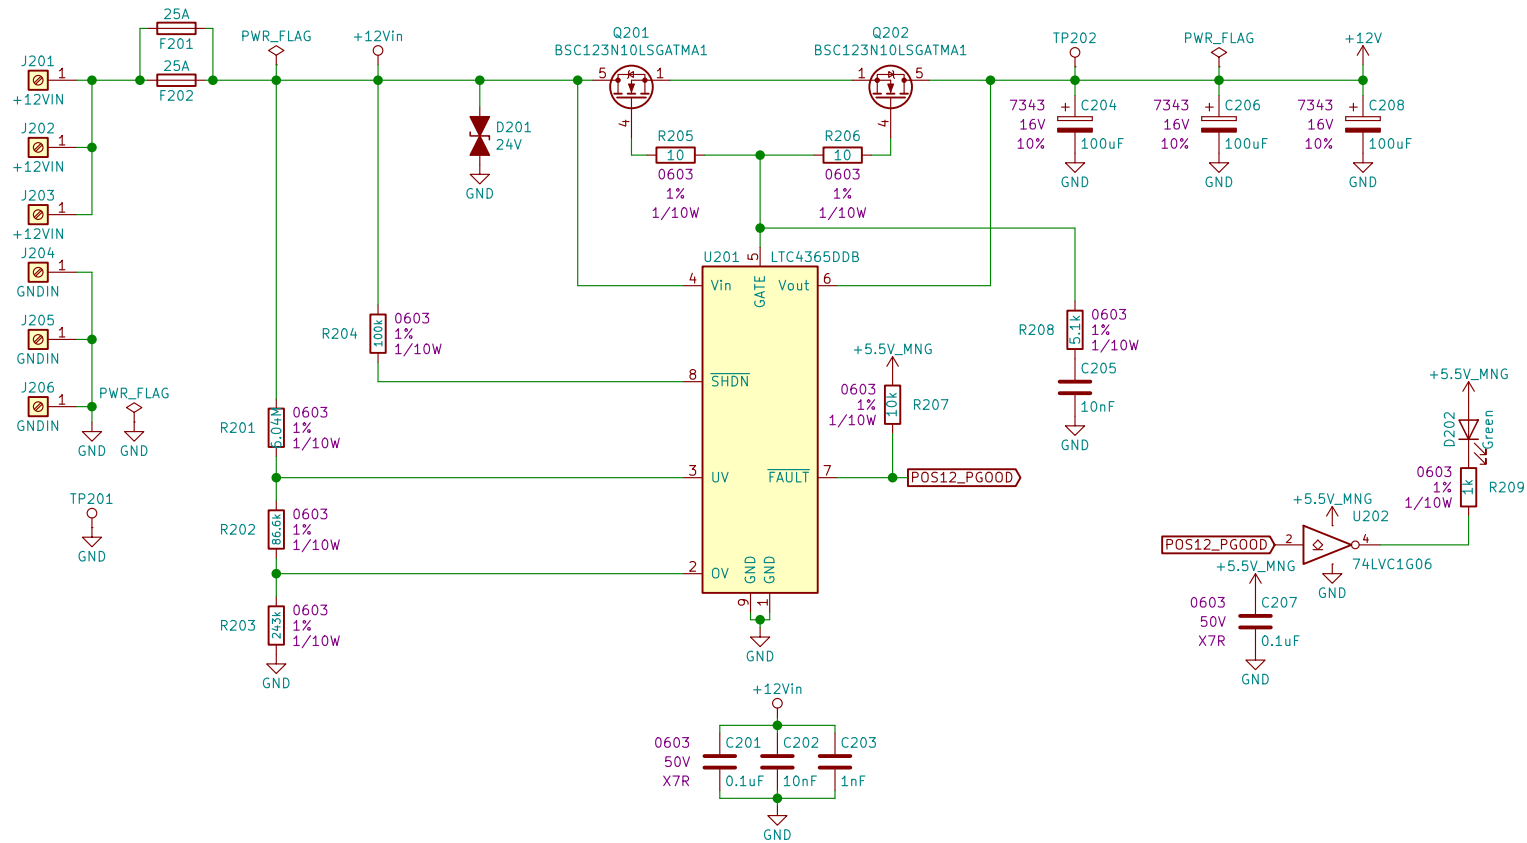 25A
F201
25A
F202
J201
1
+12VIN
J202
1
J203
1
+12VIN
J204
1
GNDIN
J205
1
GNDIN
J206
1
GNDIN
GND
PWR_FLAG
GND
TP201
GND
PWR_FLAG
+12Vin
D201
24V
GND
Q201
BSC123N10LSGATMA1
5
1
4
Q202
BSC123N10LSGATMA1
1
5
4
R205
10
0603
1%
1/10W
R206
10
0603
1%
1/10W
TP202
PWR_FLAG
+12V
7343
16V
10%
+
C204
100uF
GND
7343
16V
10%
+
C206
100uF
GND
7343
16V
10%
+
C208
100uF
GND
R204
100k
0603
1%
1/10W
R201
5.04M
0603
1%
1/10W
R202
86.6k
0603
1%
1/10W
R203
243k
0603
1%
1/10W
GND
U201
LTC4365DDB
5
GATE
4
Vin
Vout
6
8
SHDN
3
UV
FAULT
7
2
OV
GND
GND
9
1
GND
+5.5V_MNG
0603
1%
1/10W
10k
R207
POS12_PGOOD
R208
5.1k
0603
1%
1/10W
C205
10nF
GND
+5.5V_MNG
D202
Green
0603
1%
1/10W
1k
R209
+5.5V_MNG
U202
POS12_PGOOD
2
4
74LVC1G06
GND
+5.5V_MNG
0603
50V
X7R
C207
0.1uF
GND
+12Vin
0603
50V
X7R
C201
0.1uF
C202
10nF
C203
1nF
GND